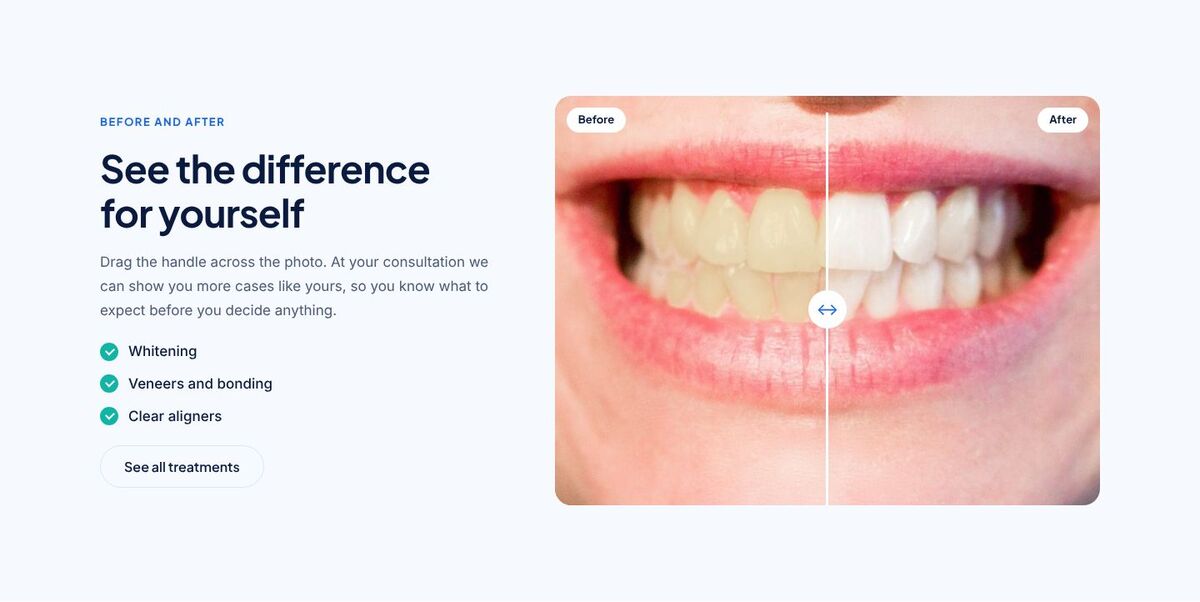 BEFORE AND AFTER
See the difference
for yourself
Drag the handle across the photo. At your consultation we
can show you more cases like yours, so you know what to
expect before you decide anything.
Whitening
Veneers and bonding
Clear aligners
See all treatments
Before
After